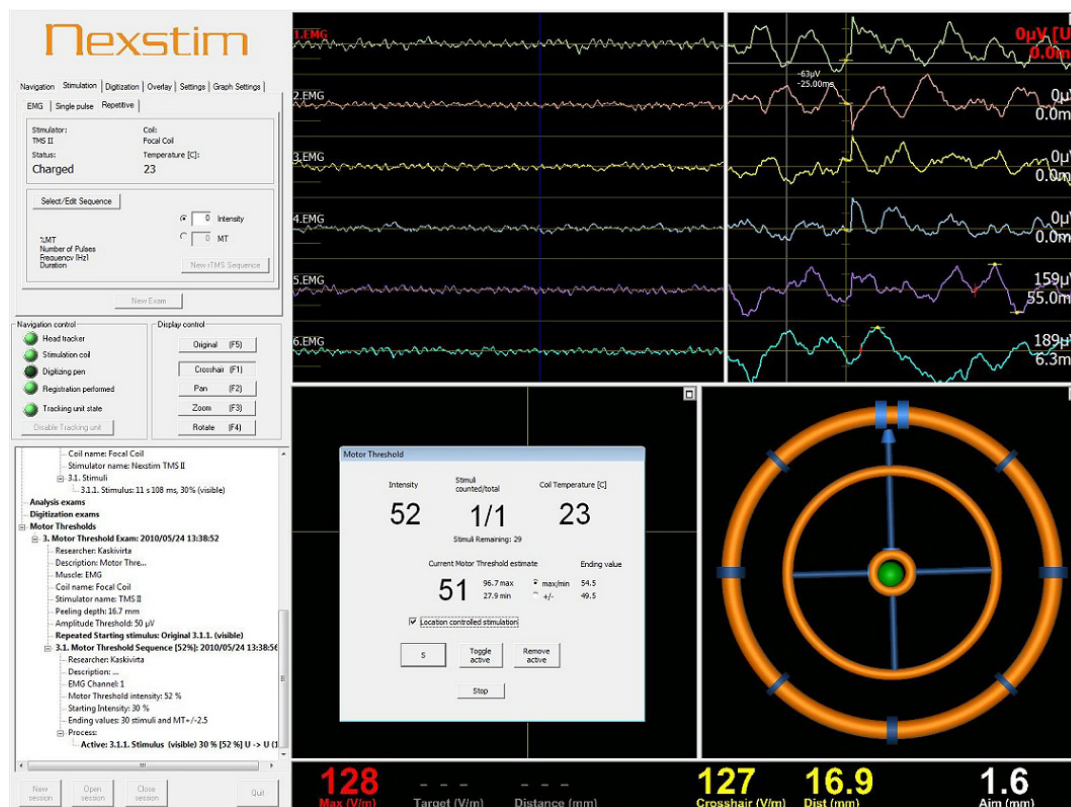 Nexstim
Navigation Stimulation Digitization Overlay Settings Graph Settings
EMG Single pulse Repetitive
Stimulator: Coil:
TMS II Focal Coil
Status: Temperature [C]:
Charged 23
Select/Edit Sequence
0 Intensity
0 MT
%MT
Number of Pulses
Frequency [Hz]
Duration
New rTMS Sequence
New Exam
Navigation control
Head tracker
Stimulation coil
Digitizing pen
Registration performed
Tracking unit state
Disable Tracking unit
Display control
Original (F5)
Crosshair (F1)
Pan (F2)
Zoom (F3)
Rotate (F4)
Coil name: Focal Coil
Stimulator name: Nexstim TMS II
3.1. Stimuli
3.1.1. Stimulus: 11 s 108 ms, 30% (visible)
Analysis exams
Digitization exams
Motor Thresholds
3. Motor Threshold Exam: 2010/05/24 13:38:52
Researcher: Kaskivirta
Description: Motor Thre...
Muscle: EMG
Coil name: Focal Coil
Stimulator name: TMS II
Peeling depth: 16.7 mm
Amplitude Threshold: 50 µV
Repeated Starting stimulus: Original 3.1.1. (visible)
3.1. Motor Threshold Sequence [52%]: 2010/05/24 13:38:56
Researcher: Kaskivirta
Description: ...
EMG Channel: 1
Motor Threshold intensity: 52 %
Starting Intensity: 30 %
Ending values: 30 stimuli and MT+/-2.5
Process:
Active: 3.1.1. Stimulus (visible) 30 % [52 %] U -> U (1
New session
Open session
Close session
Quit
1.EMG
2.EMG
3.EMG
4.EMG
5.EMG
6.EMG
-63µV
-25.00ms
0µV [U
0.0m
0µV
0.0m
0µV
0.0m
0µV
0.0m
159µV
55.0m
189µV
6.3m
Motor Threshold
Intensity
52
Stimuli counted/total
1/1
Coil Temperature [C]
23
Stimuli Remaining: 29
Current Motor Threshold estimate Ending value
51
96.7 max max/min 54.5
27.9 min +/- 49.5
Location controlled stimulation
S
Toggle active
Remove active
Stop
128 - - - - - - 127 16.9 1.6
Max (V/m) Target (V/m) Distance (mm) Crosshair (V/m) Dist (mm) Aim (mm)